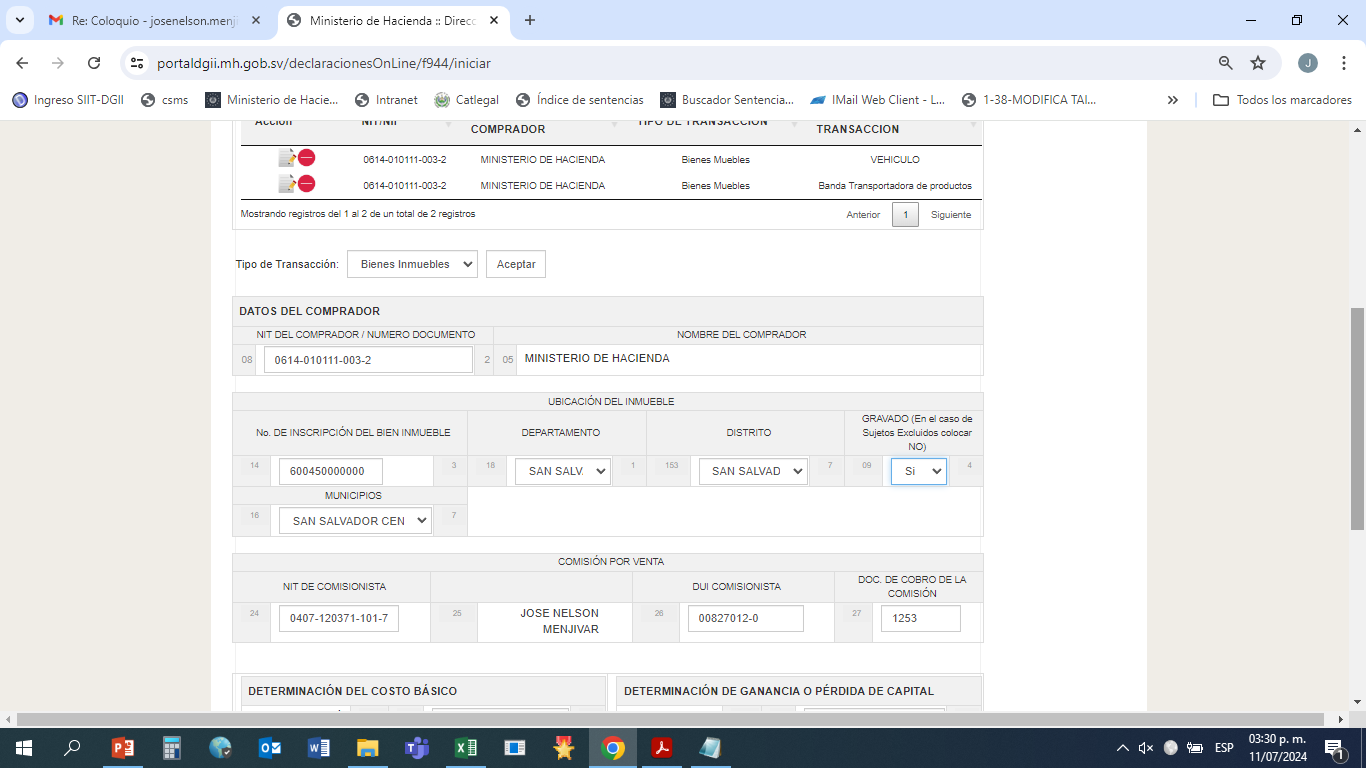 Re: Coloquio - josenelson.menj
Ministerio de Hacienda :: Direcc
portaldgii.mh.gob.sv/declaracionesOnLine/f944/iniciar
J
Ingreso SIIT-DGII
csms
Ministerio de Hacie...
Intranet
Catlegal
Índice de sentencias
Buscador Sentencia...
IMail Web Client - L...
1-38-MODIFICA TAI...
Todos los marcadores
Acción NIT/NIF COMPRADOR TIPO DE TRANSACCION TRANSACCION
0614-010111-003-2 MINISTERIO DE HACIENDA Bienes Muebles VEHICULO
0614-010111-003-2 MINISTERIO DE HACIENDA Bienes Muebles Banda Transportadora de productos
Mostrando registros del 1 al 2 de un total de 2 registros
Anterior 1 Siguiente
Tipo de Transacción: Bienes Inmuebles Aceptar
DATOS DEL COMPRADOR
NIT DEL COMPRADOR / NUMERO DOCUMENTO NOMBRE DEL COMPRADOR
08 0614-010111-003-2 2 05 MINISTERIO DE HACIENDA
UBICACIÓN DEL INMUEBLE
No. DE INSCRIPCIÓN DEL BIEN INMUEBLE DEPARTAMENTO DISTRITO
GRAVADO (En el caso de
Sujetos Excluidos colocar
NO)
14 600450000000 3 18 SAN SALV. 1 153 SAN SALVAD 7 09 Si 4
MUNICIPIOS
16 SAN SALVADOR CEN 7
COMISIÓN POR VENTA
NIT DE COMISIONISTA DUI COMISIONISTA
DOC. DE COBRO DE LA
COMISIÓN
24 0407-120371-101-7 25
JOSE NELSON
MENJIVAR
26 00827012-0 27 1253
DETERMINACIÓN DEL COSTO BÁSICO DETERMINACIÓN DE GANANCIA O PÉRDIDA DE CAPITAL
ESP
03:30 p. m.
11/07/2024
1